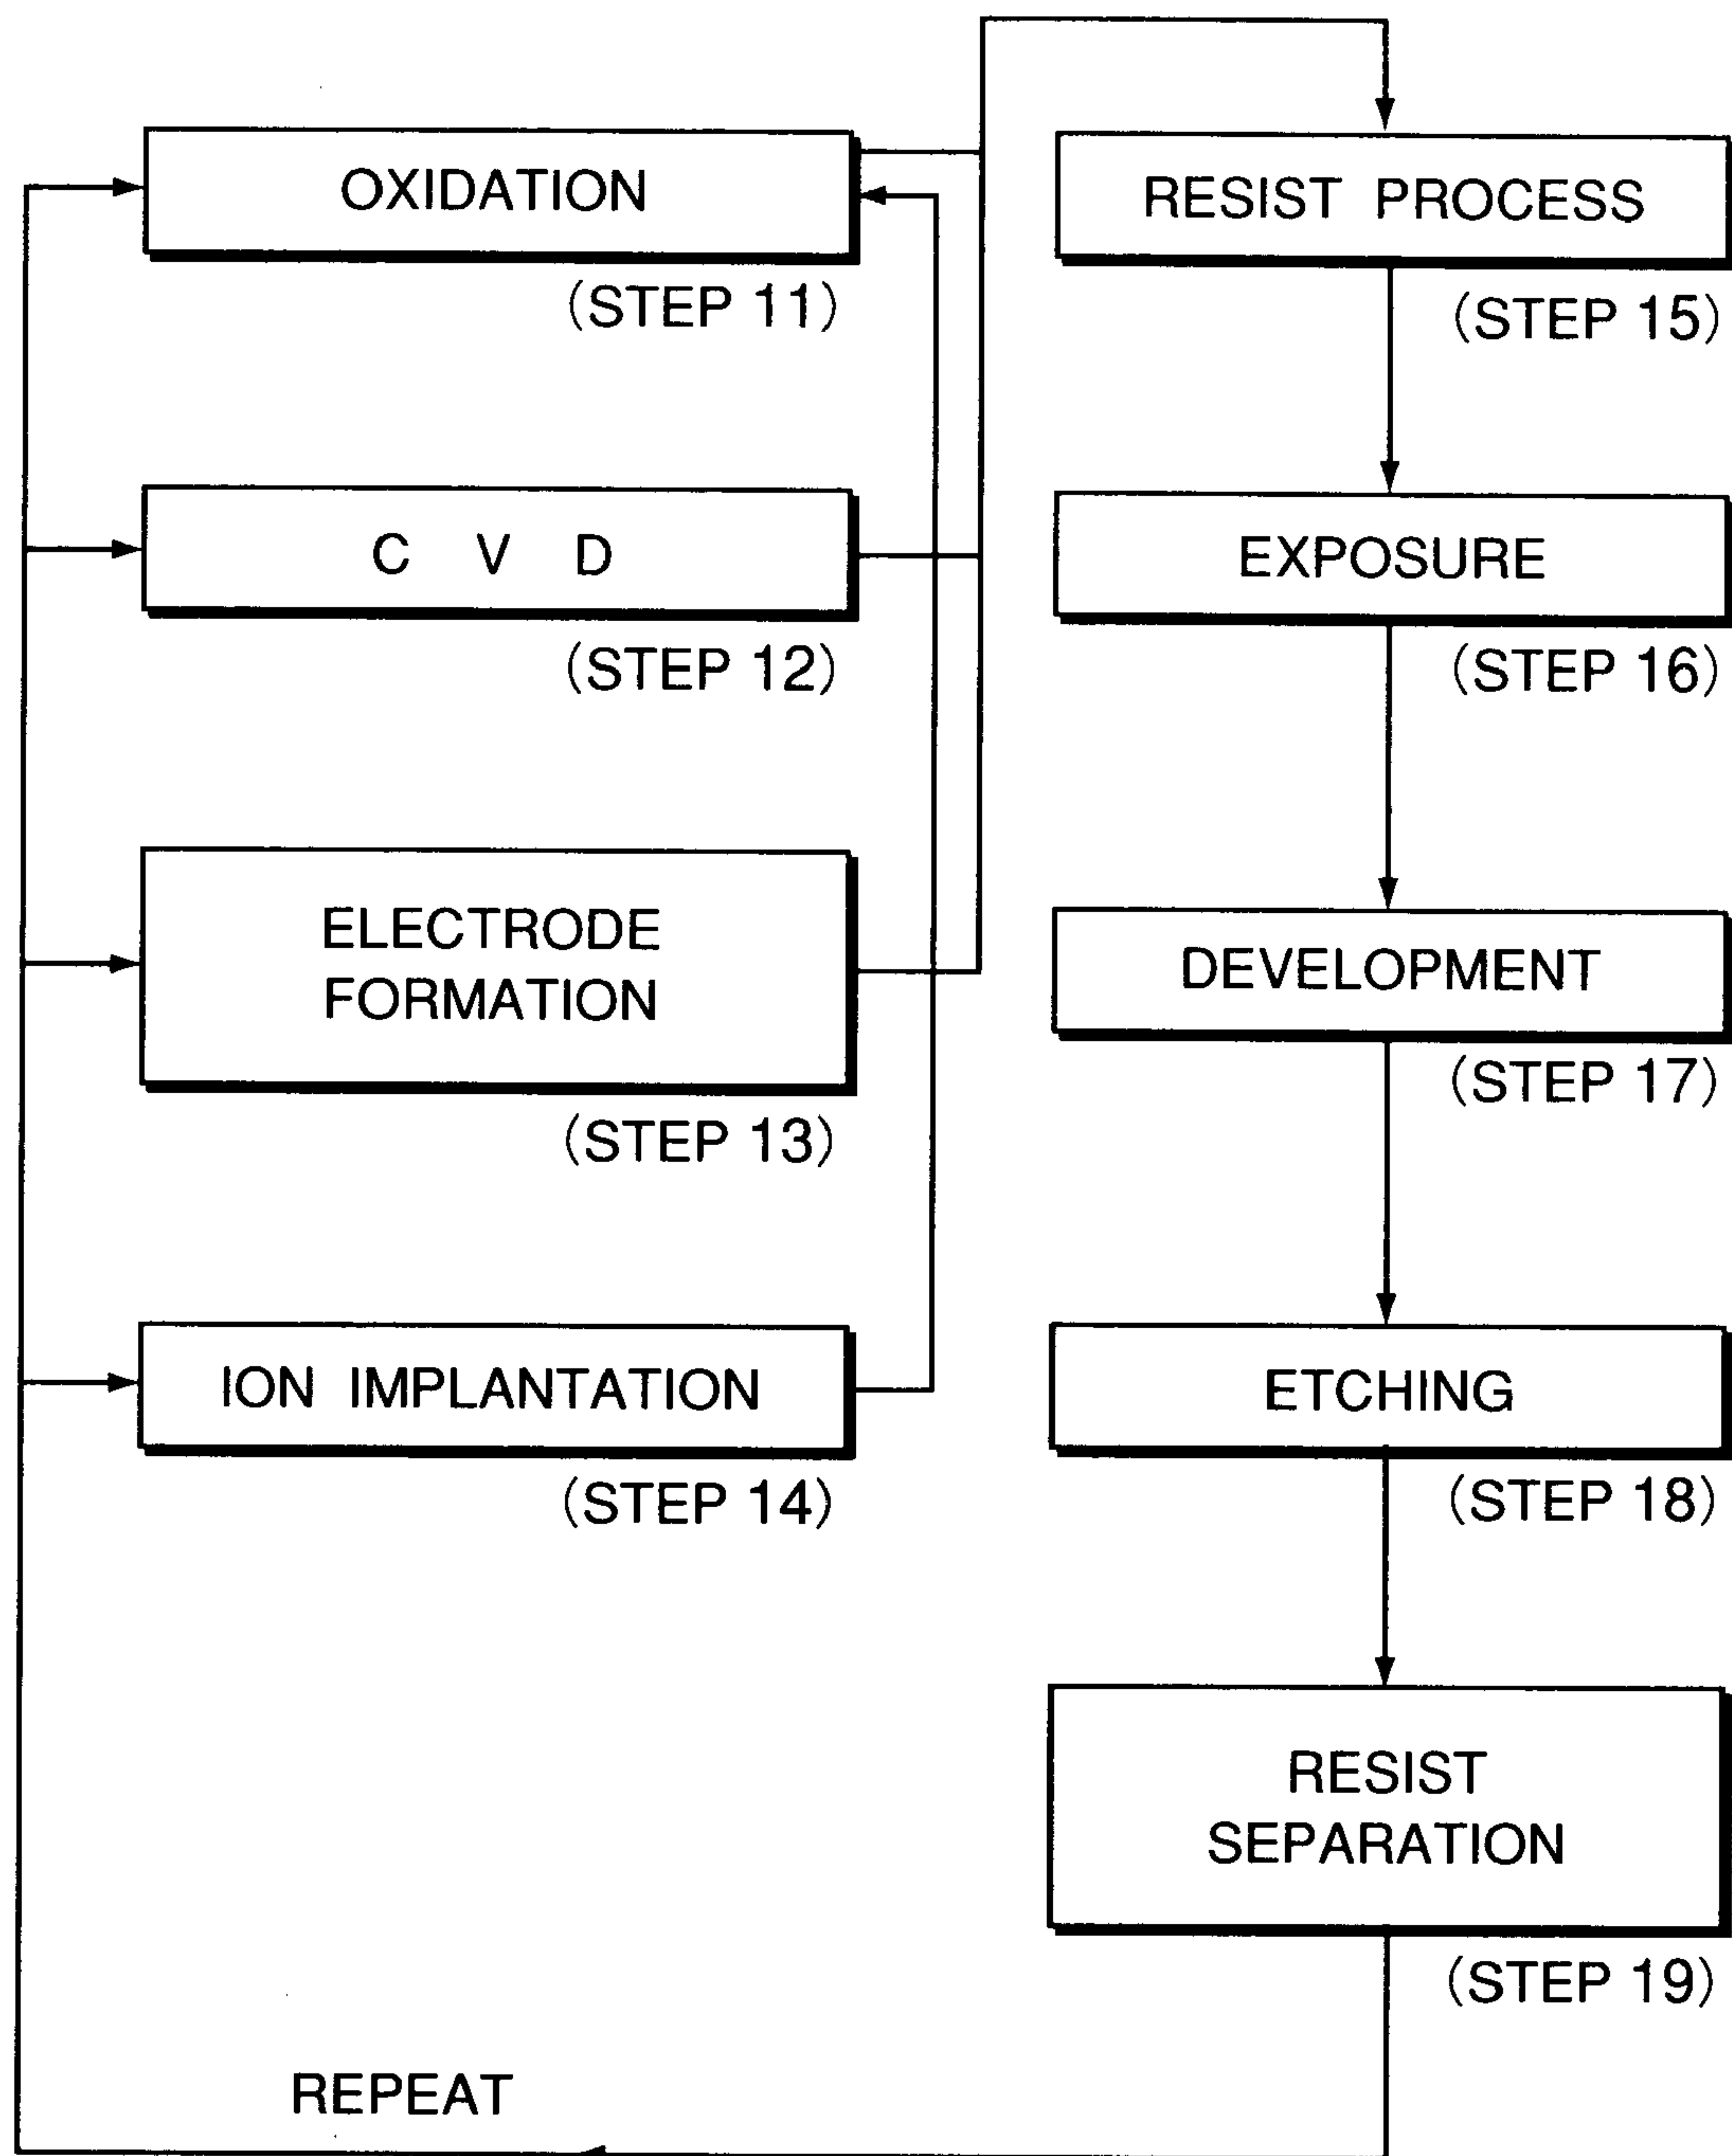 OXIDATION
(STEP 11)
C V D
(STEP 12)
ELECTRODE
FORMATION
(STEP 13)
ION IMPLANTATION
(STEP 14)
RESIST PROCESS
(STEP 15)
EXPOSURE
(STEP 16)
DEVELOPMENT
(STEP 17)
ETCHING
(STEP 18)
RESIST
SEPARATION
(STEP 19)
REPEAT